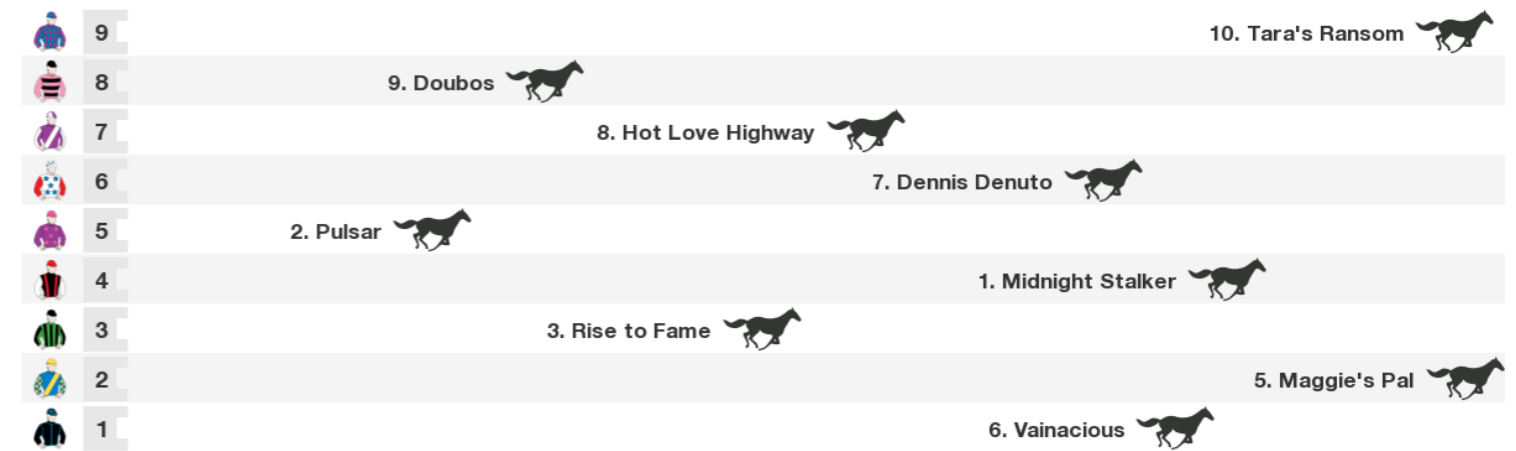 9 10. Tara's Ransom
8 9. Doubos
7 8. Hot Love Highway
6 7. Dennis Denuto
5 2. Pulsar
4 1. Midnight Stalker
3 3. Rise to Fame
2 5. Maggie's Pal
1 6. Vainacious